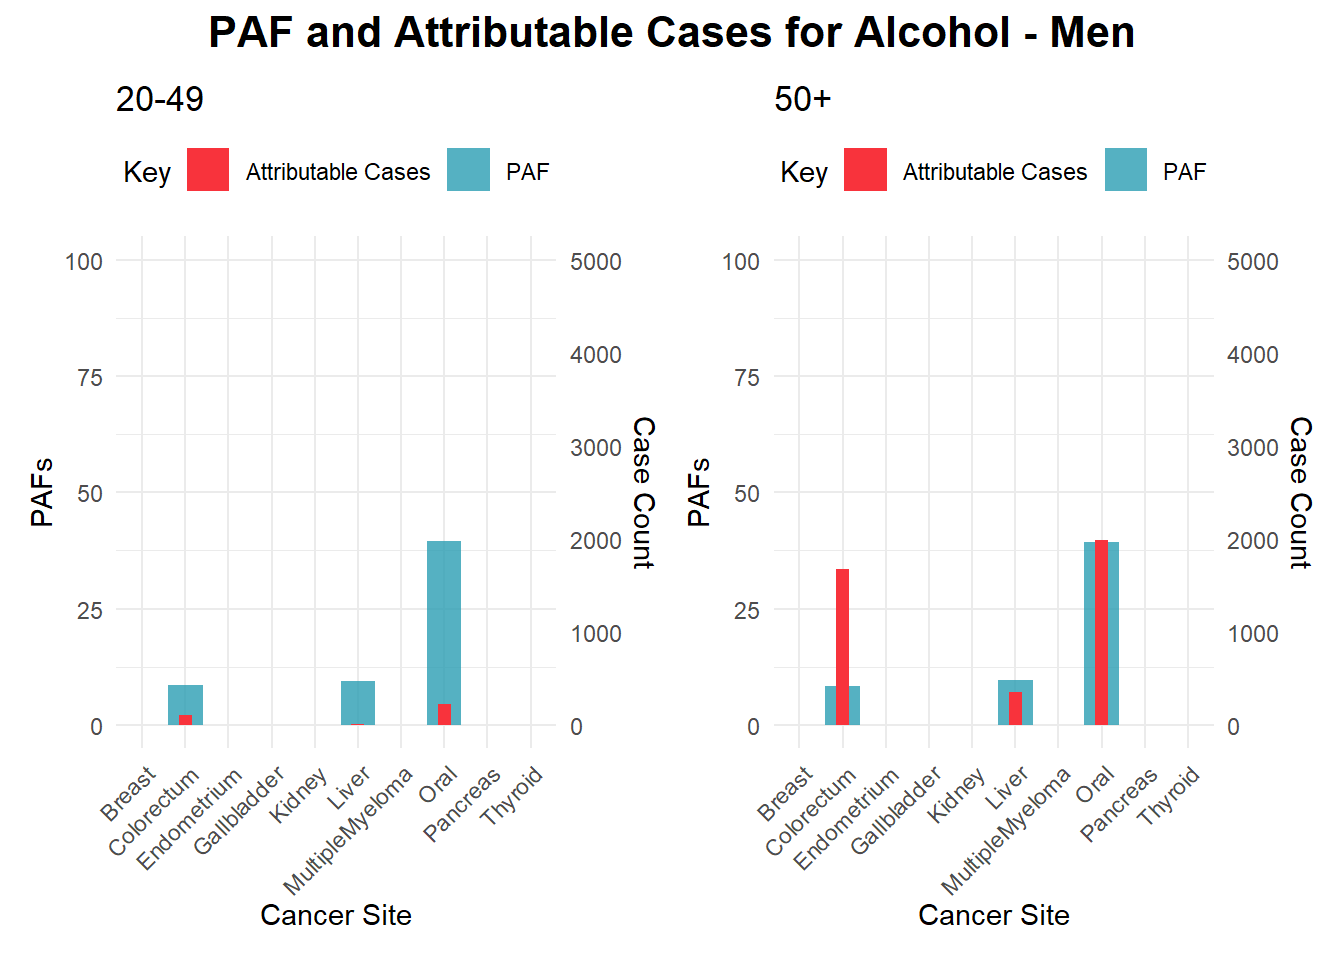 PAF and Attributable Cases for Alcohol - Men
20-49
Key Attributable Cases PAF
100
75
50
25
0
PAFs
5000
4000
3000
2000
1000
0
Case Count
Breast
Colorectum
Endometrium
Gallbladder
Kidney
Liver
MultipleMyeloma
Oral
Pancreas
Thyroid
Cancer Site
50+
Key Attributable Cases PAF
100
75
50
25
0
PAFs
5000
4000
3000
2000
1000
0
Case Count
Breast
Colorectum
Endometrium
Gallbladder
Kidney
Liver
MultipleMyeloma
Oral
Pancreas
Thyroid
Cancer Site